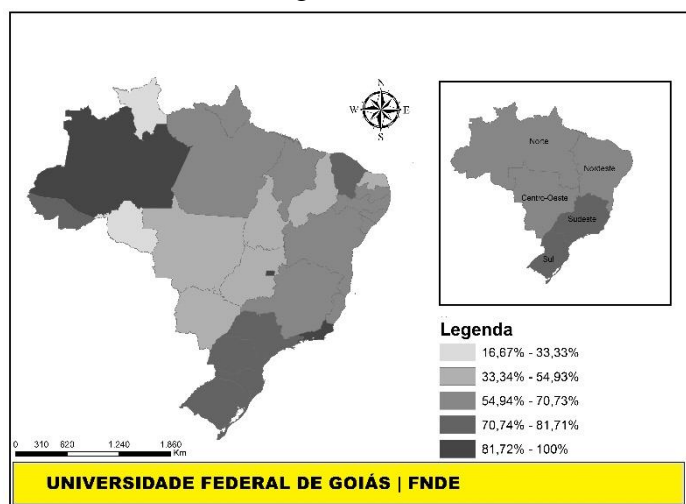 N
W
E
S
Norte
Nordeste
Centro-Oeste
Sudeste
Sul
Legenda
16,67% - 33,33%
33,34% - 54,93%
54,94% - 70,73%
70,74% - 81,71%
81,72% - 100%
0 310 620 1.240 1.860
Km
UNIVERSIDADE FEDERAL DE GOIÁS | FNDE